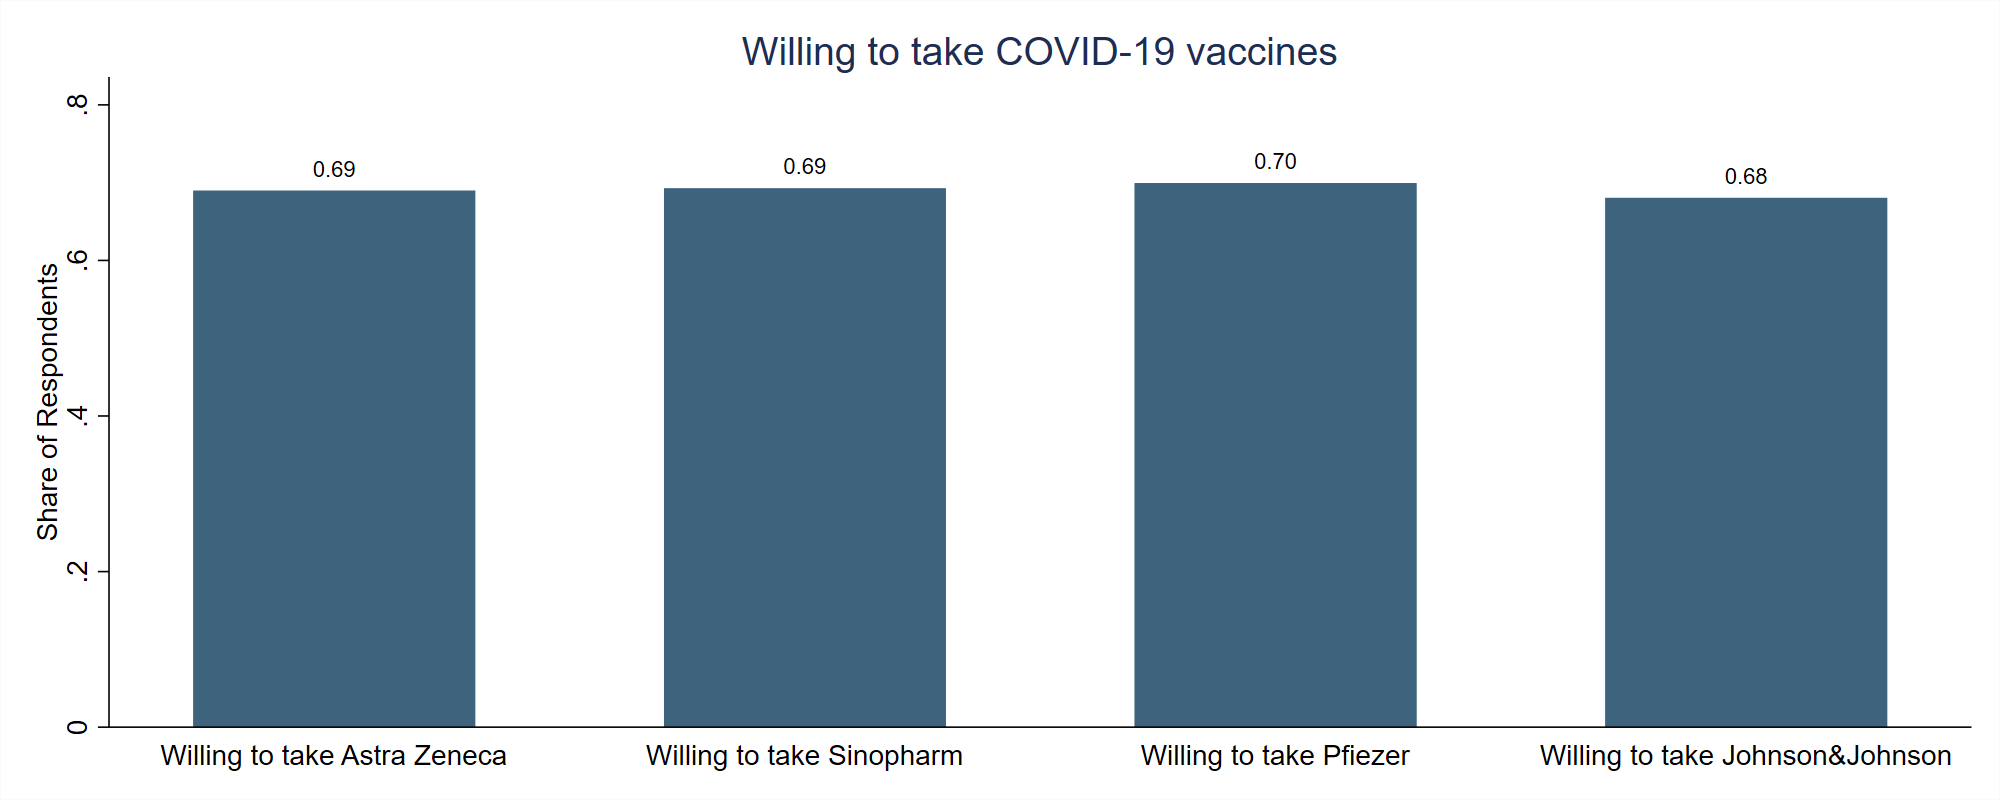 Willing to take COVID-19 vaccines
Share of Respondents
.8
.6
.4
.2
0
0.69
0.69
0.70
0.68
Willing to take Astra Zeneca
Willing to take Sinopharm
Willing to take Pfiezer
Willing to take Johnson&Johnson